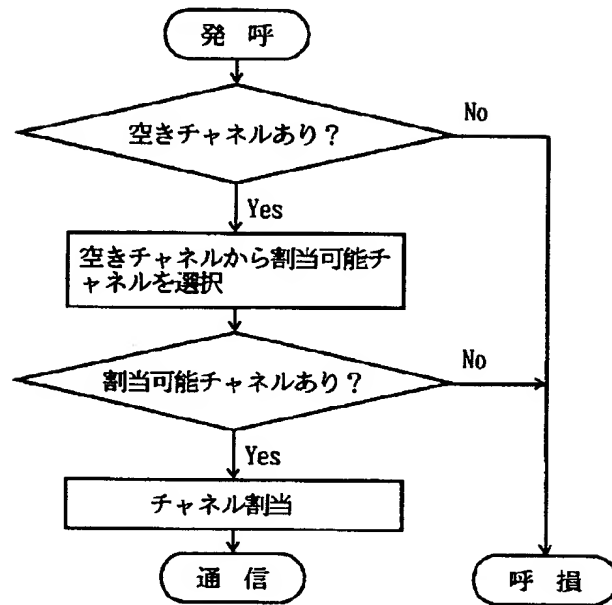 発 呼
空きチャネルあり？
No
Yes
空きチャネルから割当可能チ
ャネルを選択
割当可能チャネルあり？
No
Yes
チャネル割当
通 信
呼 損